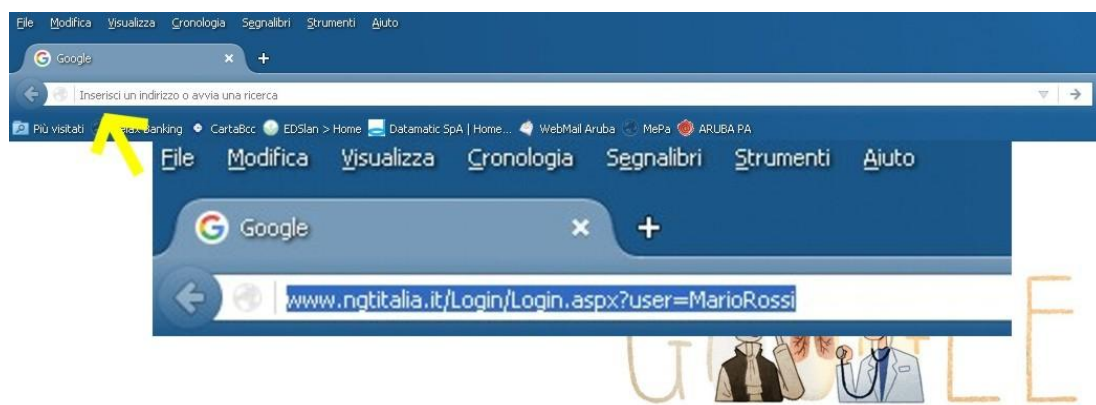 File Modifica Visualizza Cronologia Segnalibri Strumenti Aiuto
Google × +
Inserisci un indirizzo o avvia una ricerca
Più visitati Banking CartaBcc EDSlan > Home Datamatic SpA | Home... WebMail Aruba MePa ARUBA PA
File Modifica Visualizza Cronologia Segnalibri Strumenti Aiuto
Google × +
www.ngtitalia.it/Login/Login.aspx?user=MarioRossi